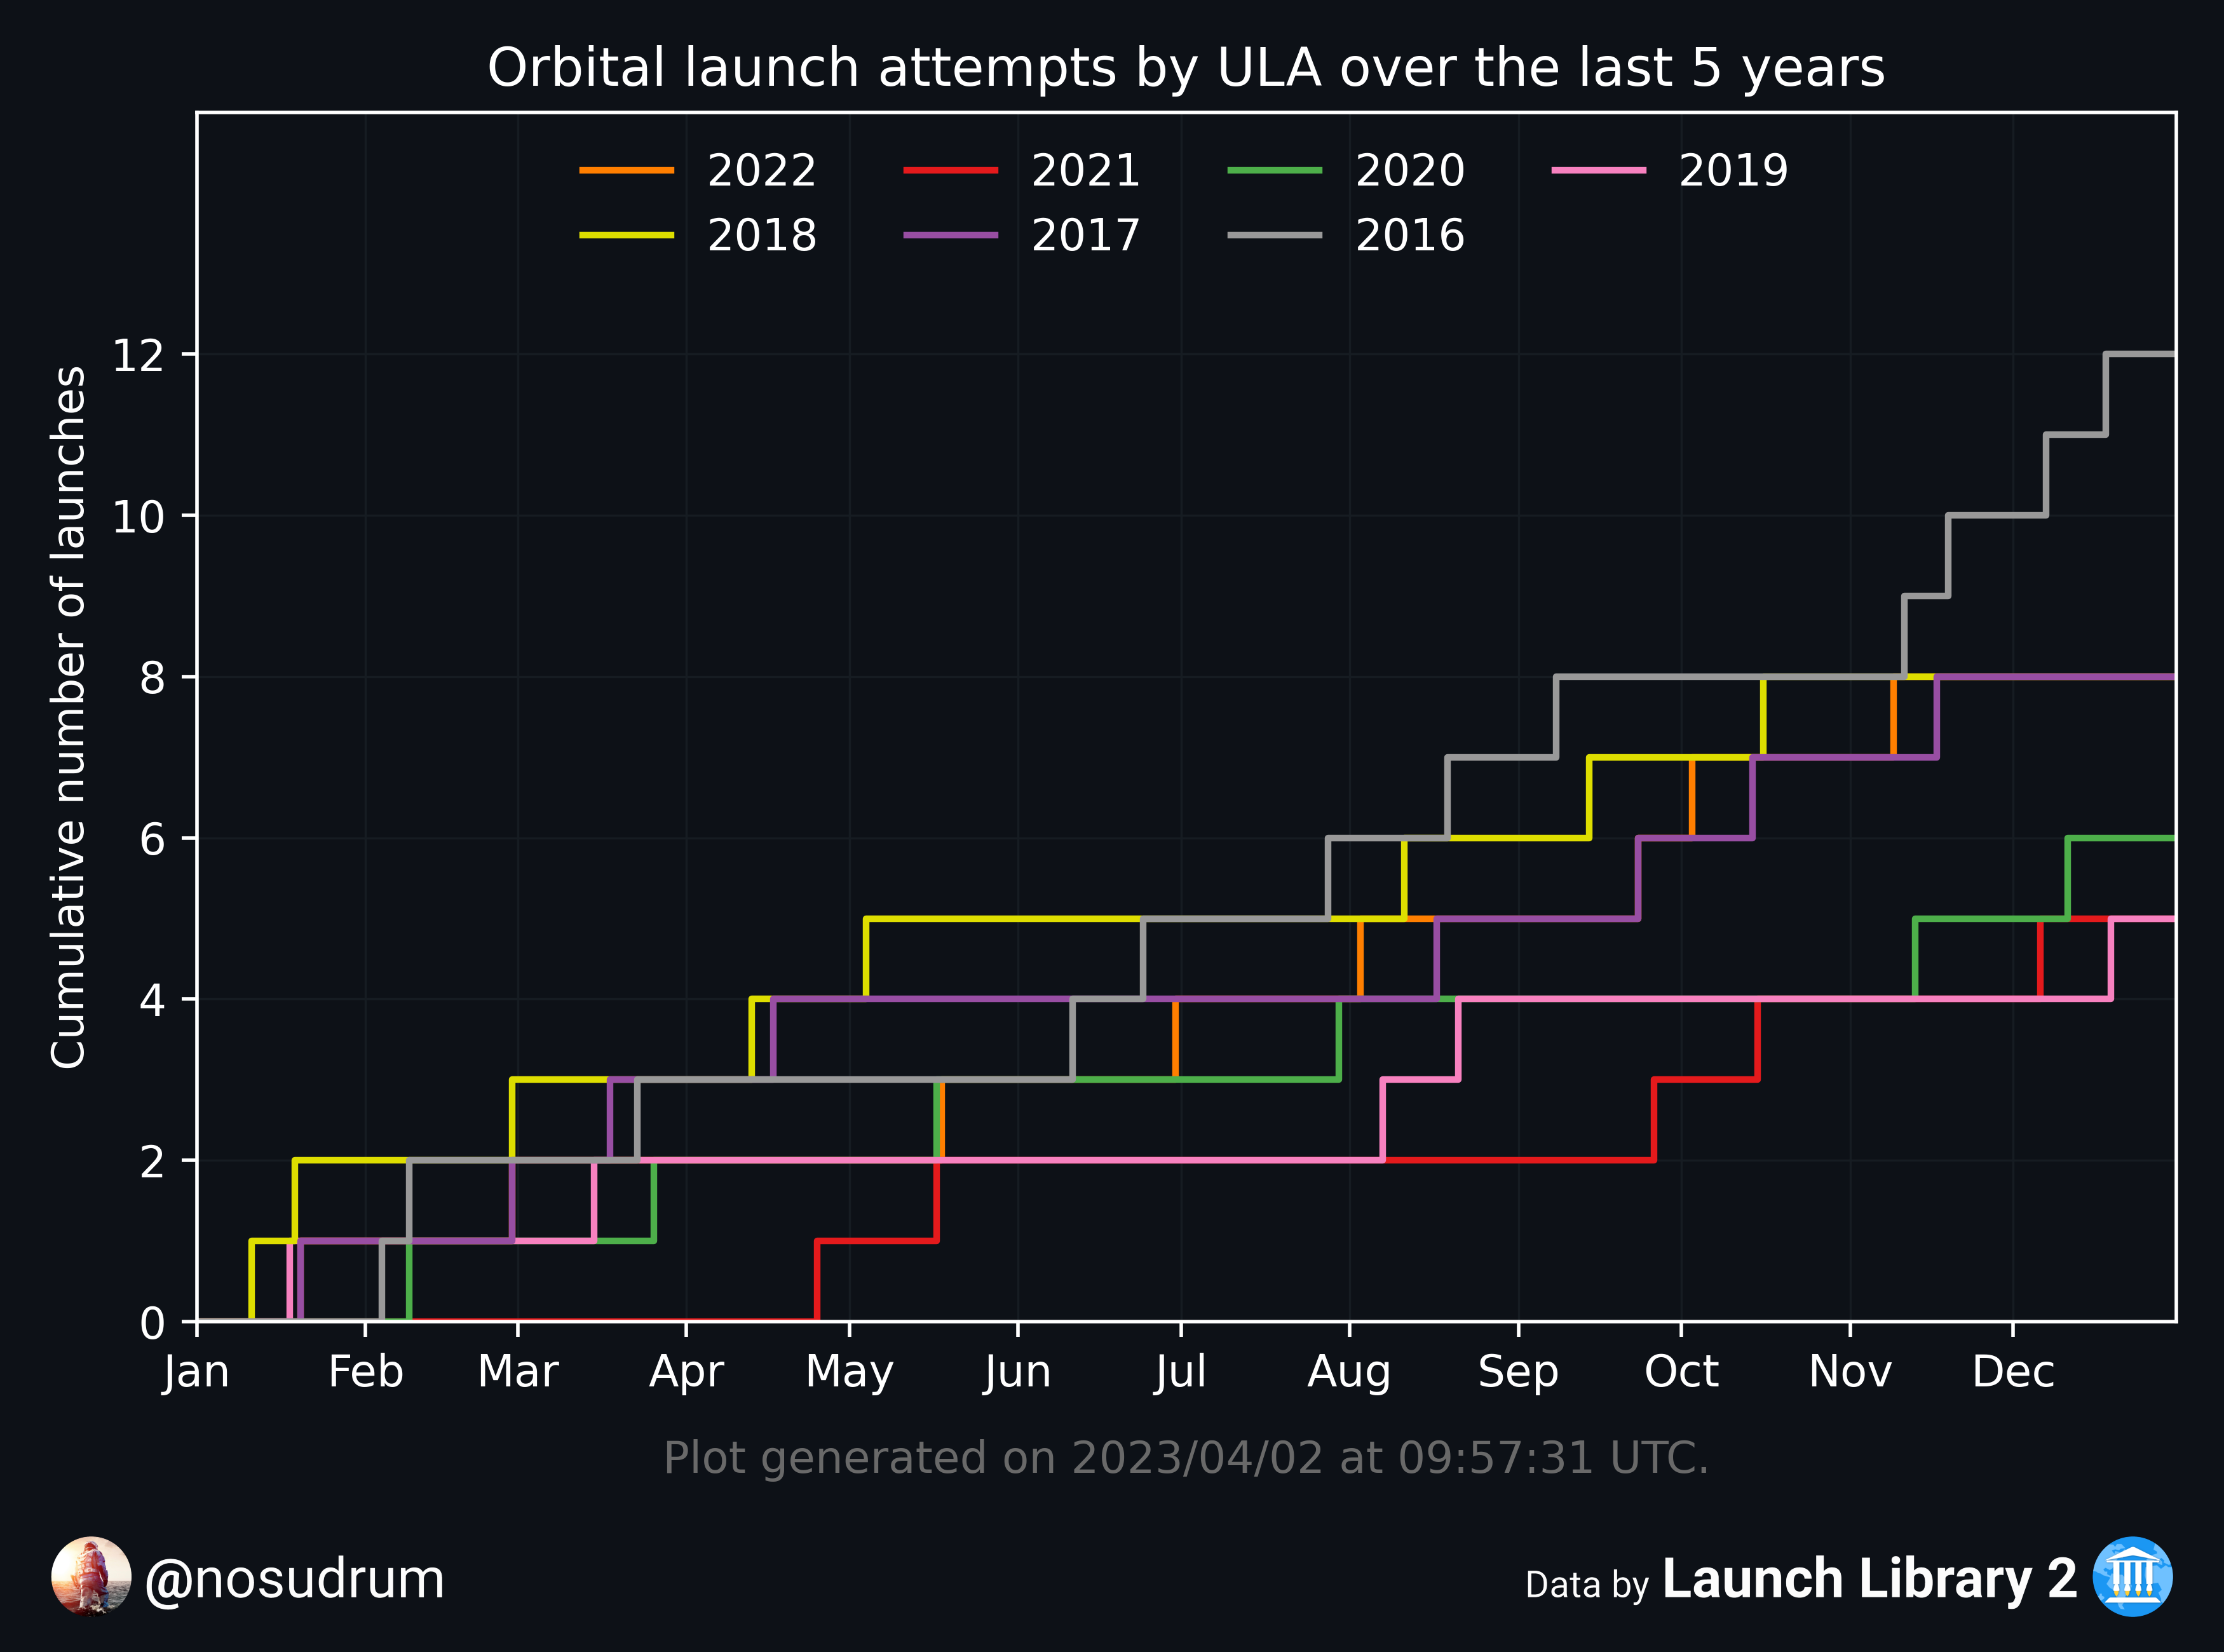 Orbital launch attempts by ULA over the last 5 years
2022 2021 2020 2019
2018 2017 2016
Cumulative number of launches
12
10
8
6
4
2
0
Jan Feb Mar Apr May Jun Jul Aug Sep Oct Nov Dec
Plot generated on 2023/04/02 at 09:57:31 UTC.
@nosudrum
Data by Launch Library 2